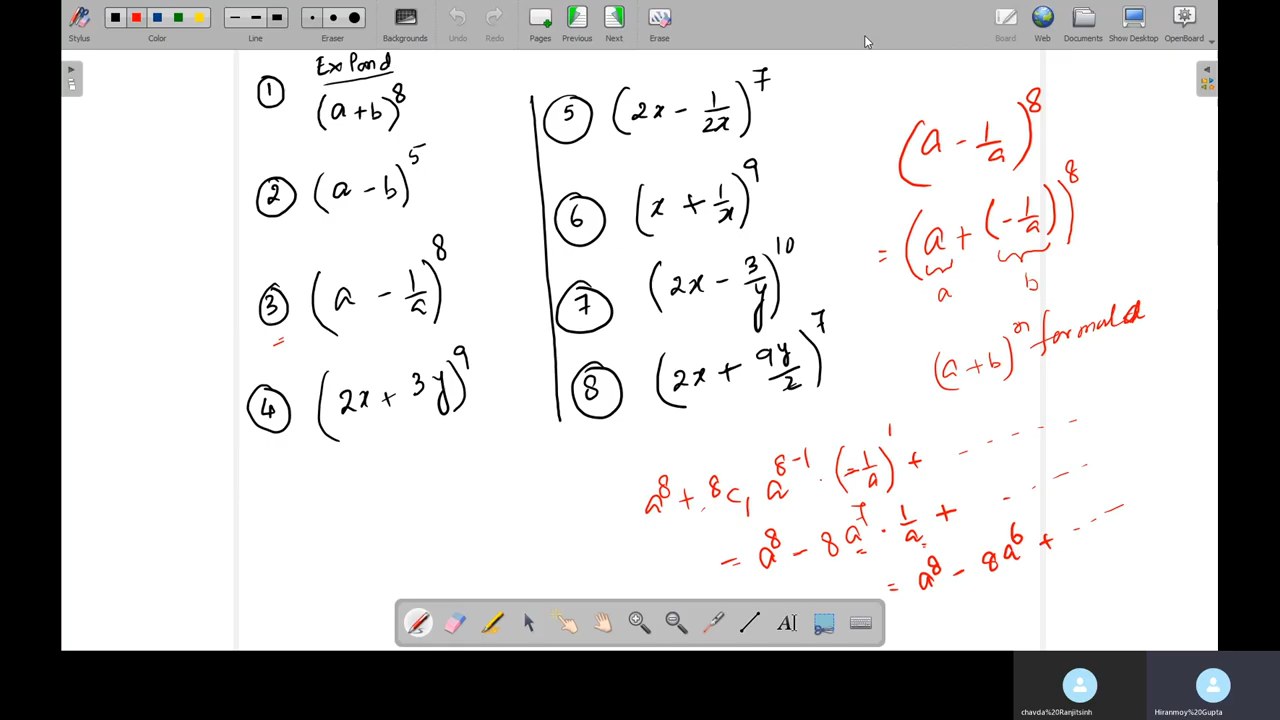 Stylus
Color
Line
Eraser
Backgrounds
Undo
Redo
Pages
Previous
Next
Erase
Board
Web
Documents
Show Desktop
OpenBoard
Expand
① (a+b)^8
② (a - b)^5
③ (a - 1/a)^8
④ (2x + 3y)^9
⑤ (2x - 1/2x)^7
⑥ (x + 1/x)^9
⑦ (2x - 3/y)^10
⑧ (2x + 9y/2)^7
(a - 1/a)^8
= (a + (-1/a))^8
a b
(a+b)^n formula
a^8 + 8c1 a^8-1 · (-1/a)^1 + ......
= a^8 - 8a^7 · 1/a + ....
= a^8 - 8a^6 + ....
AI
chavda%20Ranjitsinh
Hiranmoy%20Gupta